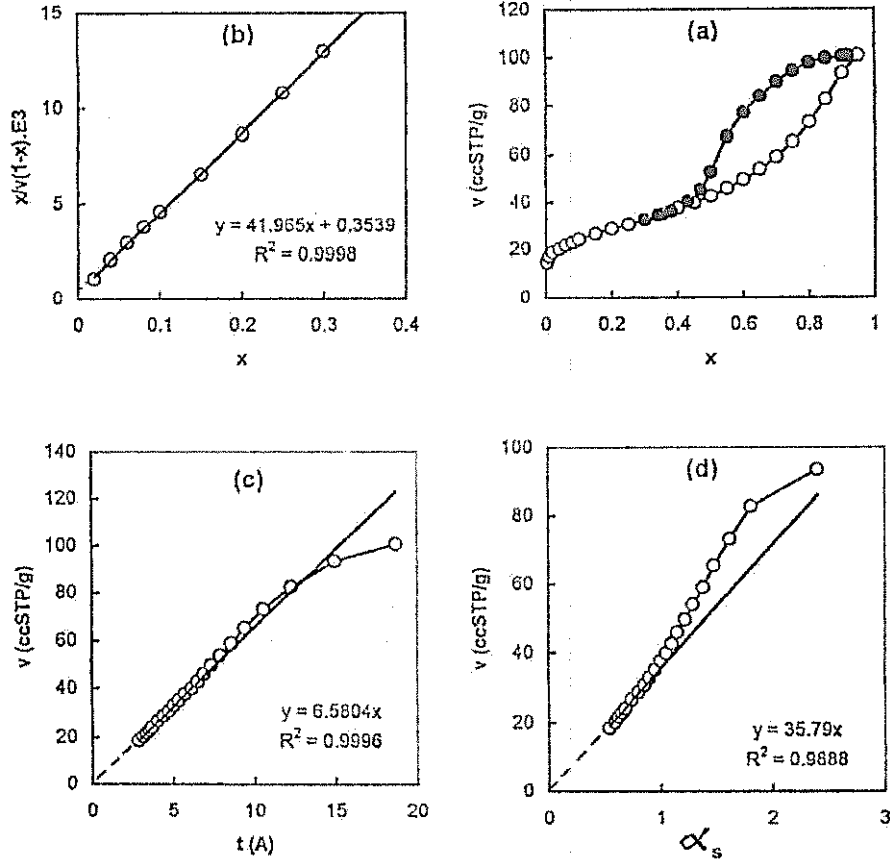 (b)
x/v(1-x).E3
15
10
5
0
y = 41.965x + 0.3539
R² = 0.9998
0
0.1
0.2
0.3
0.4
x
(a)
v (ccSTP/g)
120
100
80
60
40
20
0
0
0.2
0.4
0.6
0.8
1
x
(c)
v (ccSTP/g)
140
120
100
80
60
40
20
0
y = 6.5804x
R² = 0.9996
0
5
10
15
20
t (A)
(d)
v (ccSTP/g)
100
80
60
40
20
0
y = 35.79x
R² = 0.9888
0
1
2
3
αs